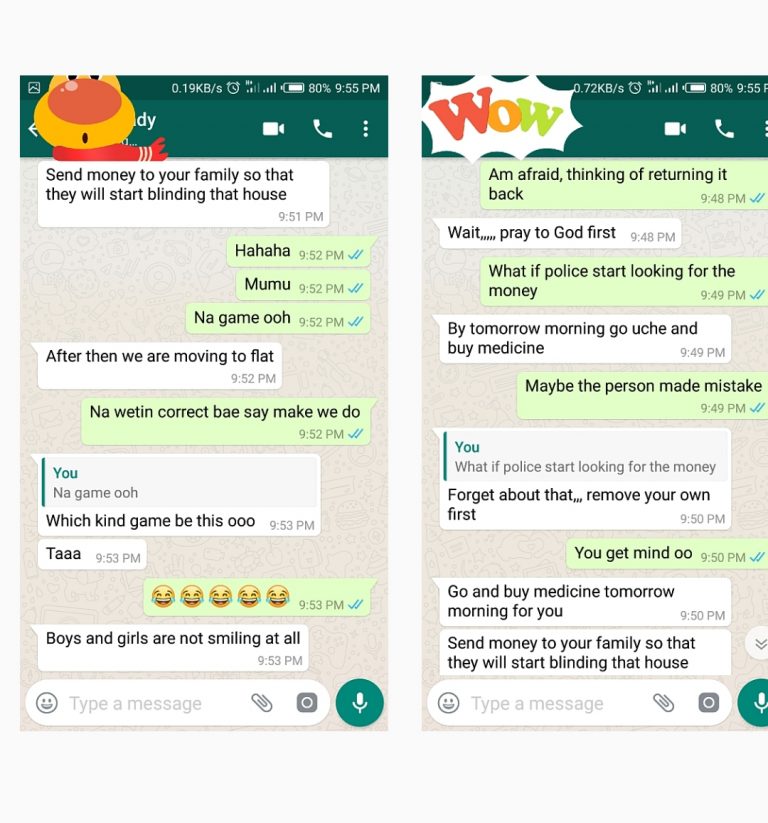 0.19KB/s 80% 9:55 PM
dy
Send money to your family so that
they will start blinding that house
9:51 PM
Hahaha 9:52 PM
Mumu 9:52 PM
Na game ooh 9:52 PM
After then we are moving to flat
9:52 PM
Na wetin correct bae say make we do
9:52 PM
You
Na game ooh
Which kind game be this ooo 9:53 PM
Taaa 9:53 PM
😂😂😂😂😂 9:53 PM
Boys and girls are not smiling at all
9:53 PM
Type a message
0.72KB/s 80% 9:55 P
WOW
Am afraid, thinking of returning it
back
9:48 PM
Wait,,,,, pray to God first 9:48 PM
What if police start looking for the
money
9:49 PM
By tomorrow morning go uche and
buy medicine
9:49 PM
Maybe the person made mistake
9:49 PM
You
What if police start looking for the money
Forget about that,,, remove your own
first
9:50 PM
You get mind oo 9:50 PM
Go and buy medicine tomorrow
morning for you
9:50 PM
Send money to your family so that
they will start blinding that house
Type a message